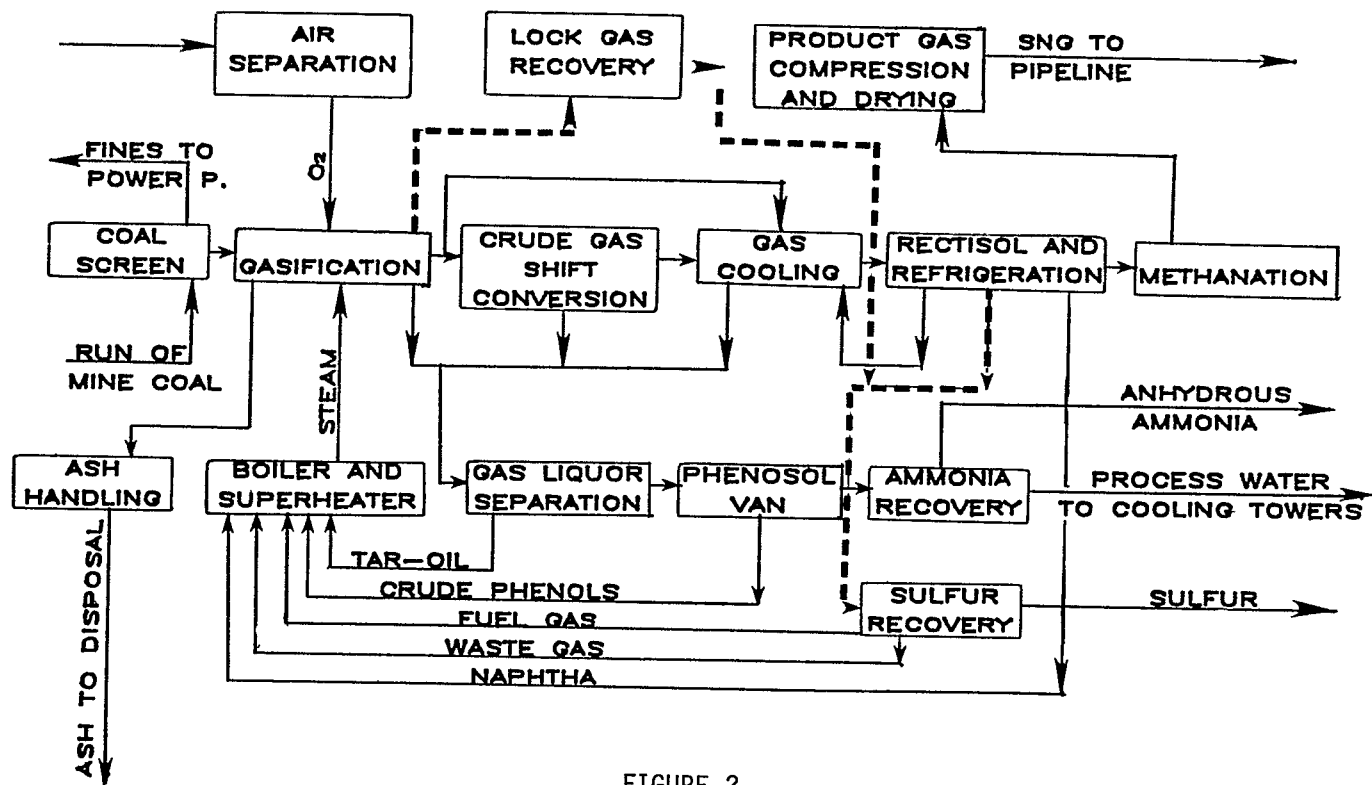 AIR
SEPARATION
LOCK GAS
RECOVERY
PRODUCT GAS
COMPRESSION
AND DRYING
SNG TO
PIPELINE
FINES TO
POWER P.
O2
COAL
SCREEN
GASIFICATION
CRUDE GAS
SHIFT
CONVERSION
GAS
COOLING
RECTISOL AND
REFRIGERATION
METHANATION
RUN OF
MINE COAL
STEAM
ANHYDROUS
AMMONIA
ASH
HANDLING
BOILER AND
SUPERHEATER
GAS LIQUOR
SEPARATION
PHENOSOL
VAN
AMMONIA
RECOVERY
PROCESS WATER
TO COOLING TOWERS
TAR-OIL
CRUDE PHENOLS
FUEL GAS
WASTE GAS
NAPHTHA
SULFUR
RECOVERY
SULFUR
ASH TO DISPOSAL
FIGURE 2